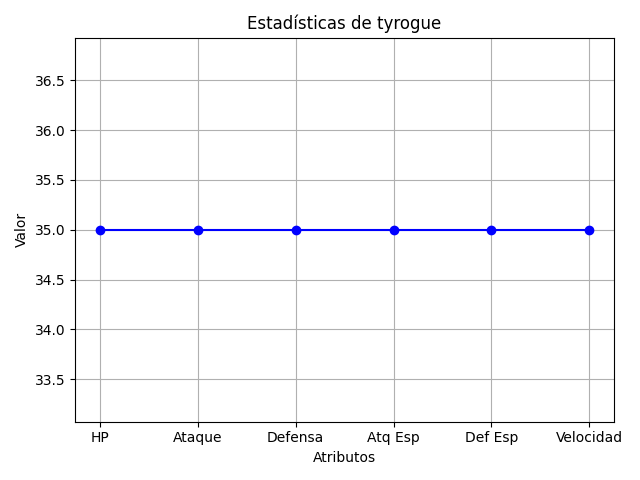 Estadísticas de tyrogue
Valor
36.5
36.0
35.5
35.0
34.5
34.0
33.5
HP Ataque Defensa Atq Esp Def Esp Velocidad
Atributos